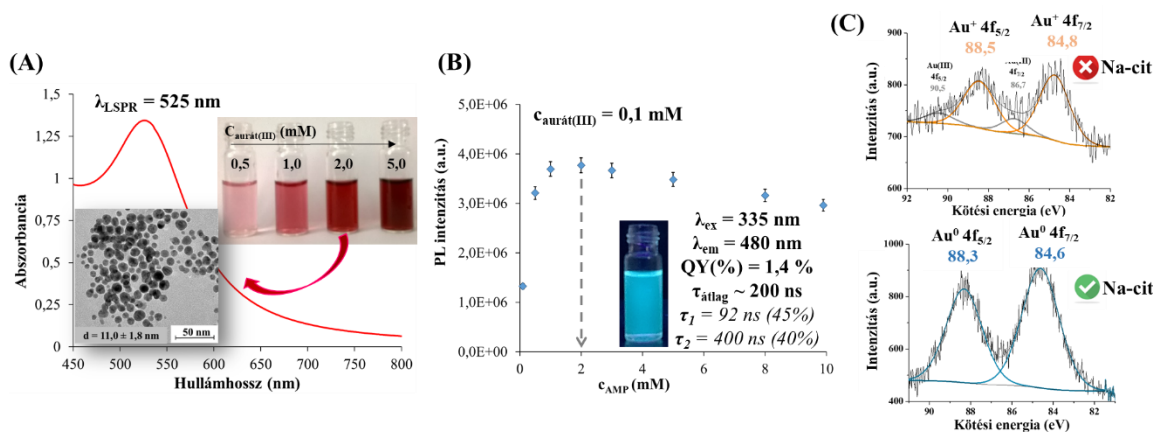 (A)
Abszorbancia
1,5
1,25
1
0,75
0,5
0,25
0
λLSPR = 525 nm
Caurát(III) (mM)
0,5
1,0
2,0
5,0
50 nm
d = 11,0 ± 1,8 nm
450
500
550
600
650
700
750
800
Hullámhossz (nm)
(B)
PL intenzitás (a.u.)
5,0E+06
4,0E+06
3,0E+06
2,0E+06
1,0E+06
0,0E+00
caurát(III) = 0,1 mM
λex = 335 nm
λem = 480 nm
QY(%) = 1,4 %
τátlag ~ 200 ns
τ1 = 92 ns (45%)
τ2 = 400 ns (40%)
0
2
4
6
8
10
cAMP (mM)
(C)
Intenzitás (a.u.)
900
800
700
600
Au+ 4f5/2
88,5
Au+ 4f7/2
84,8
Na-cit
Au(III)
4f5/2
90,5
4f7/2
86,7
92
90
88
86
84
82
Kötési energia (eV)
Intenzitás (a.u.)
1000
800
600
400
Au0 4f5/2
88,3
Au0 4f7/2
84,6
Na-cit
90
88
86
84
82
Kötési energia (eV)